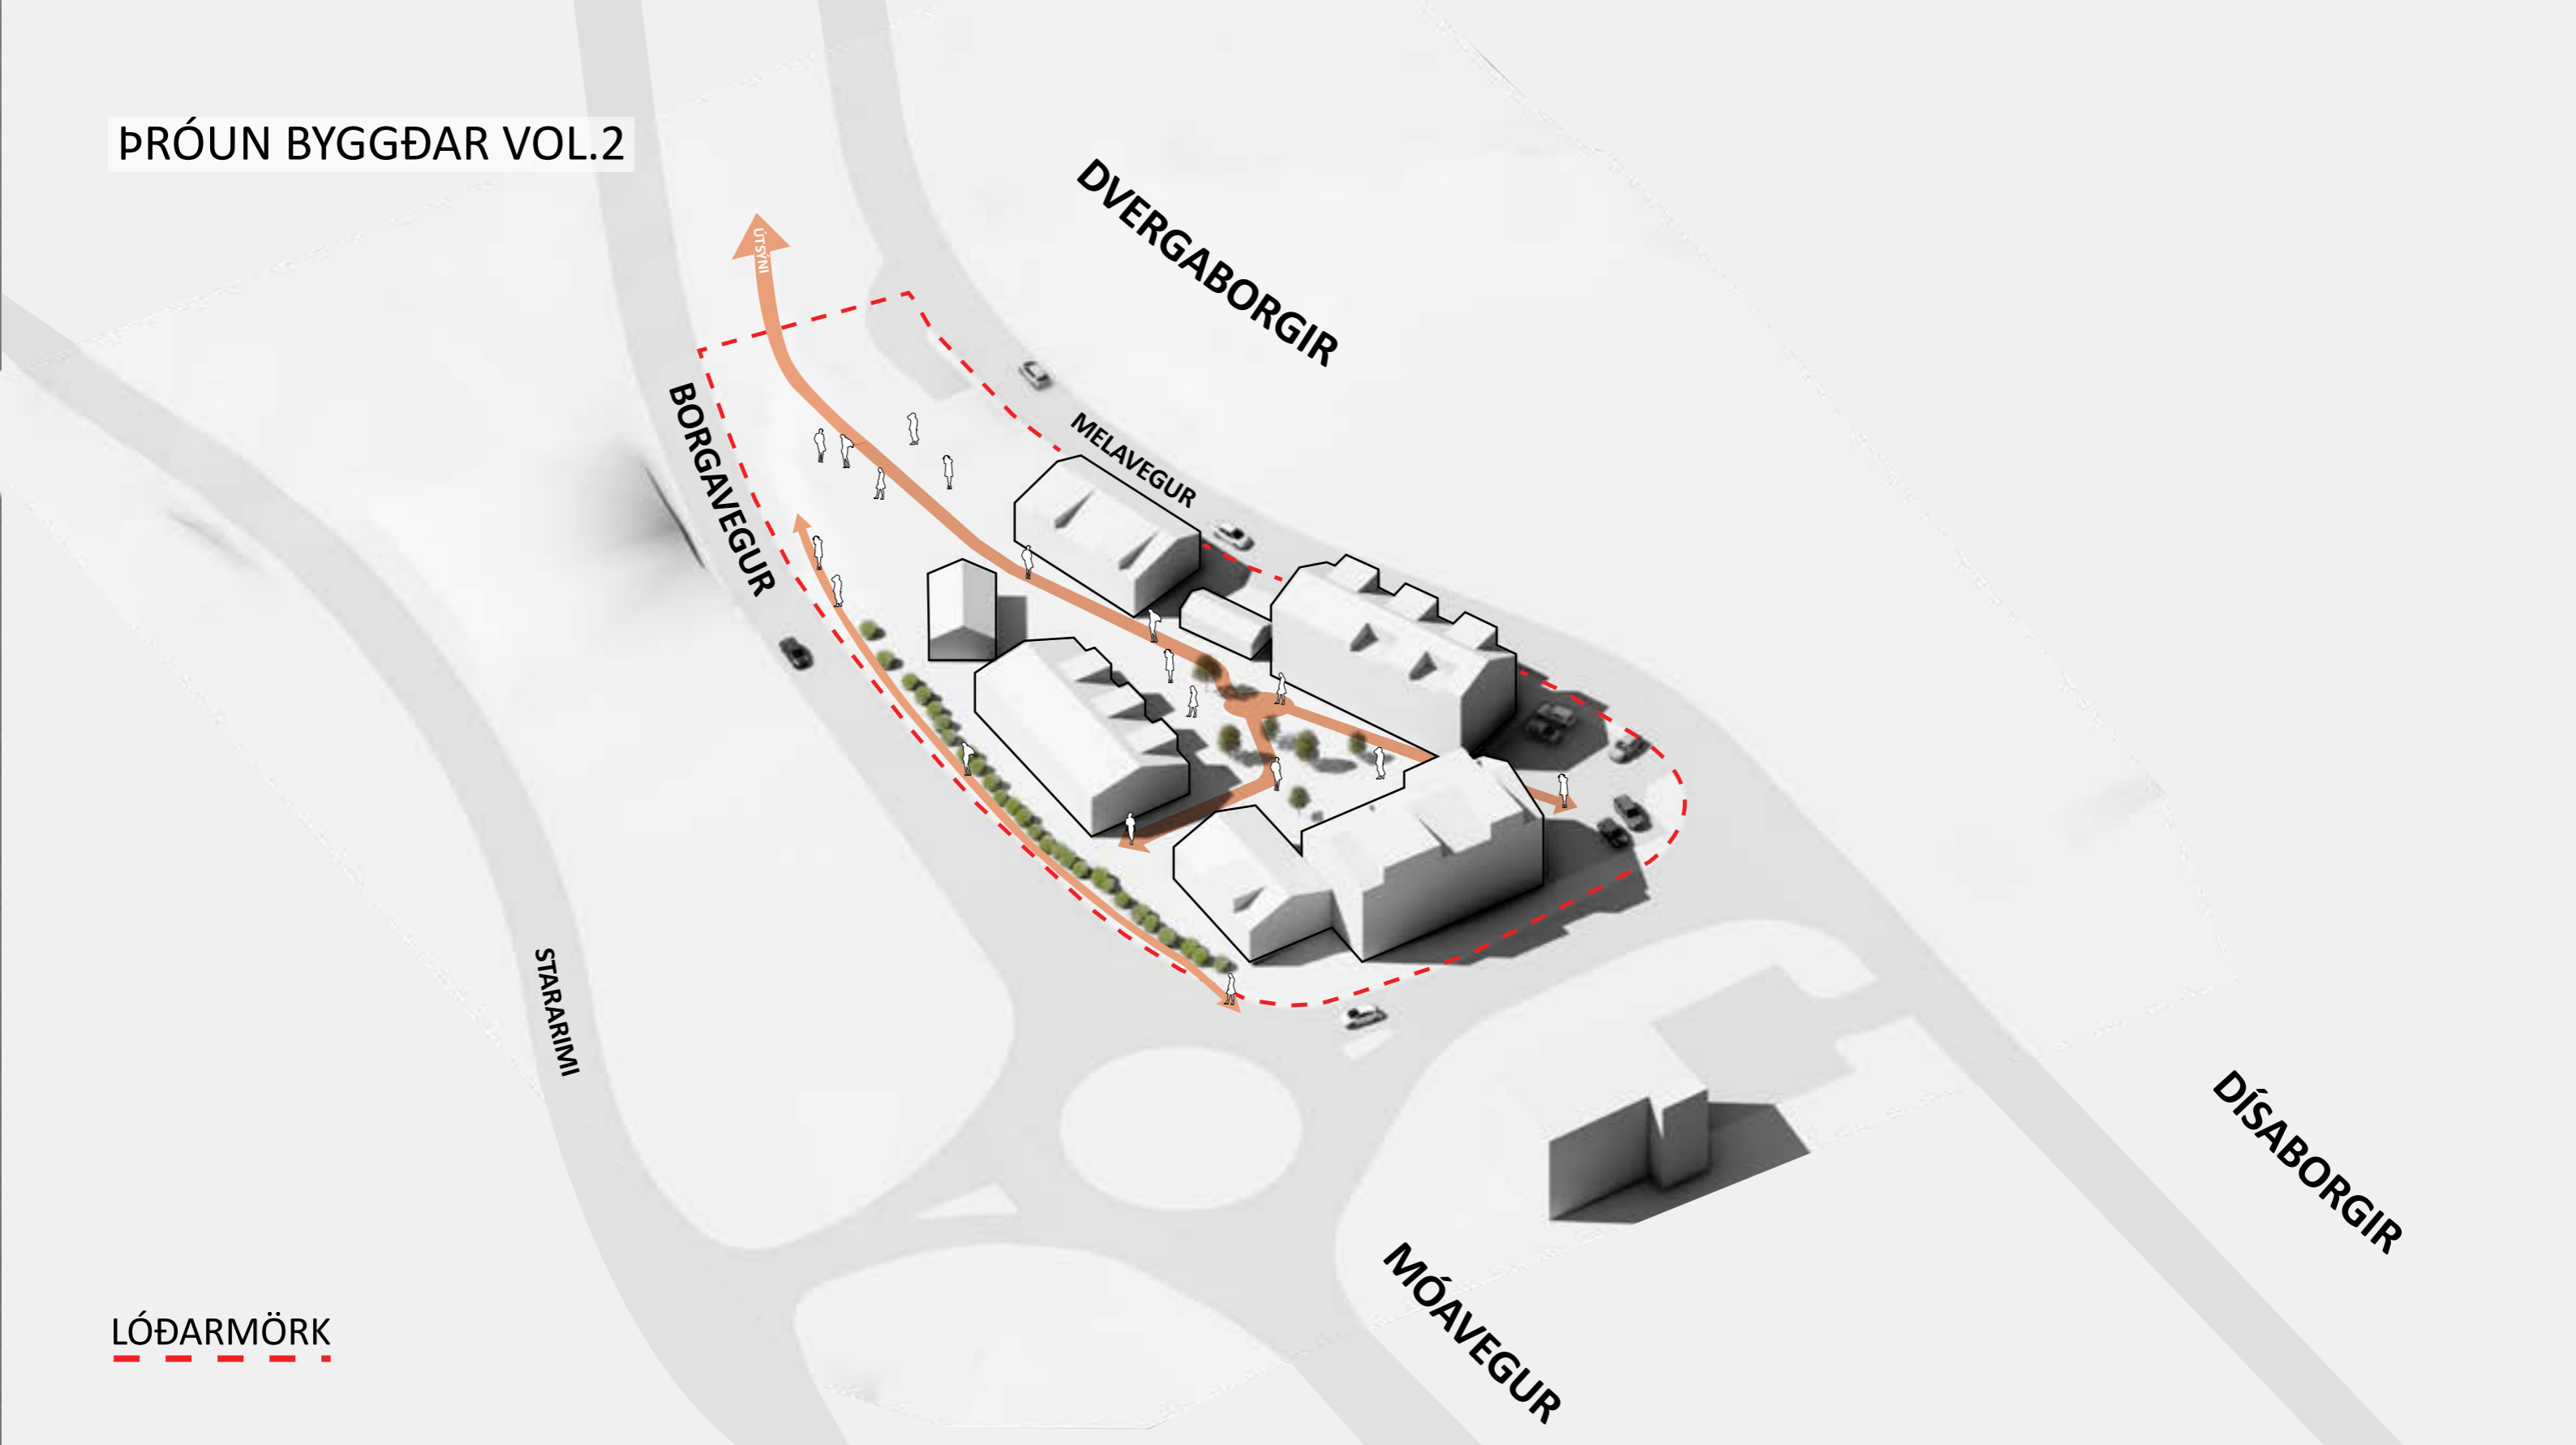 ÞRÓUN BYGGÐAR VOL.2
DVERGABORGIR
ÚTSÝNI
BORGAVEGUR
MELAVEGUR
STARARIMI
DÍSABORGIR
MÓAVEGUR
LÓÐARMÖRK